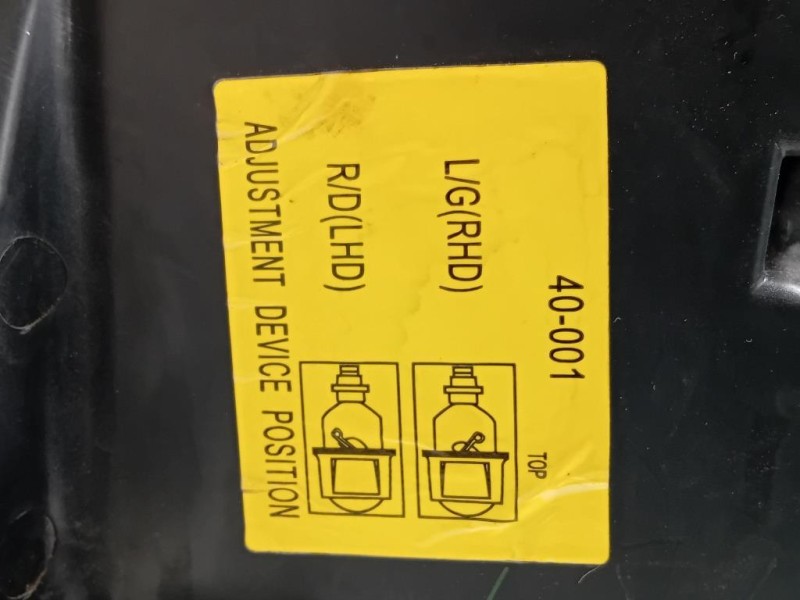 40-001
TOP
L/G(RHD)
R/D(LHD)
ADJUSTMENT DEVICE POSITION